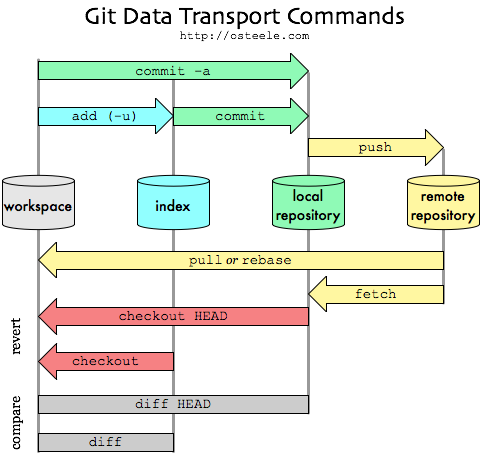 Git Data Transport Commands
http://osteele.com
commit -a
add (-u)
commit
push
workspace
index
local
repository
remote
repository
pull or rebase
fetch
revert
checkout HEAD
checkout
compare
diff HEAD
diff